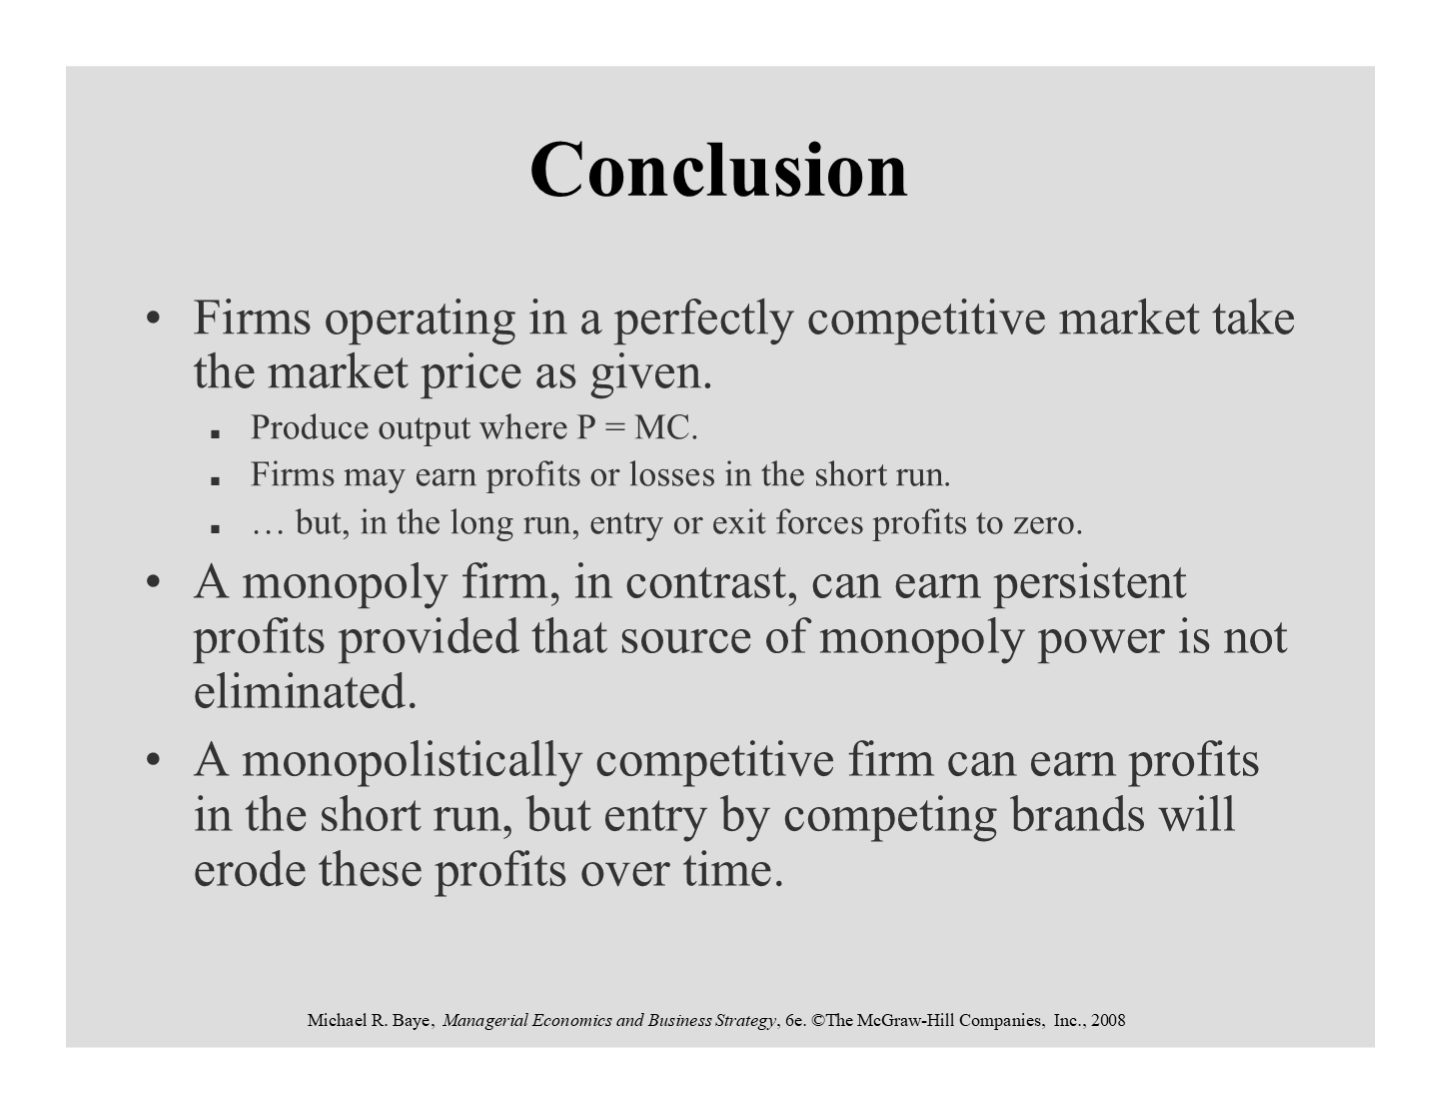 Conclusion
• Firms operating in a perfectly competitive market take
the market price as given.
▪ Produce output where P = MC.
▪ Firms may earn profits or losses in the short run.
▪ … but, in the long run, entry or exit forces profits to zero.
• A monopoly firm, in contrast, can earn persistent
profits provided that source of monopoly power is not
eliminated.
• A monopolistically competitive firm can earn profits
in the short run, but entry by competing brands will
erode these profits over time.
Michael R. Baye, Managerial Economics and Business Strategy, 6e. ©The McGraw-Hill Companies, Inc., 2008